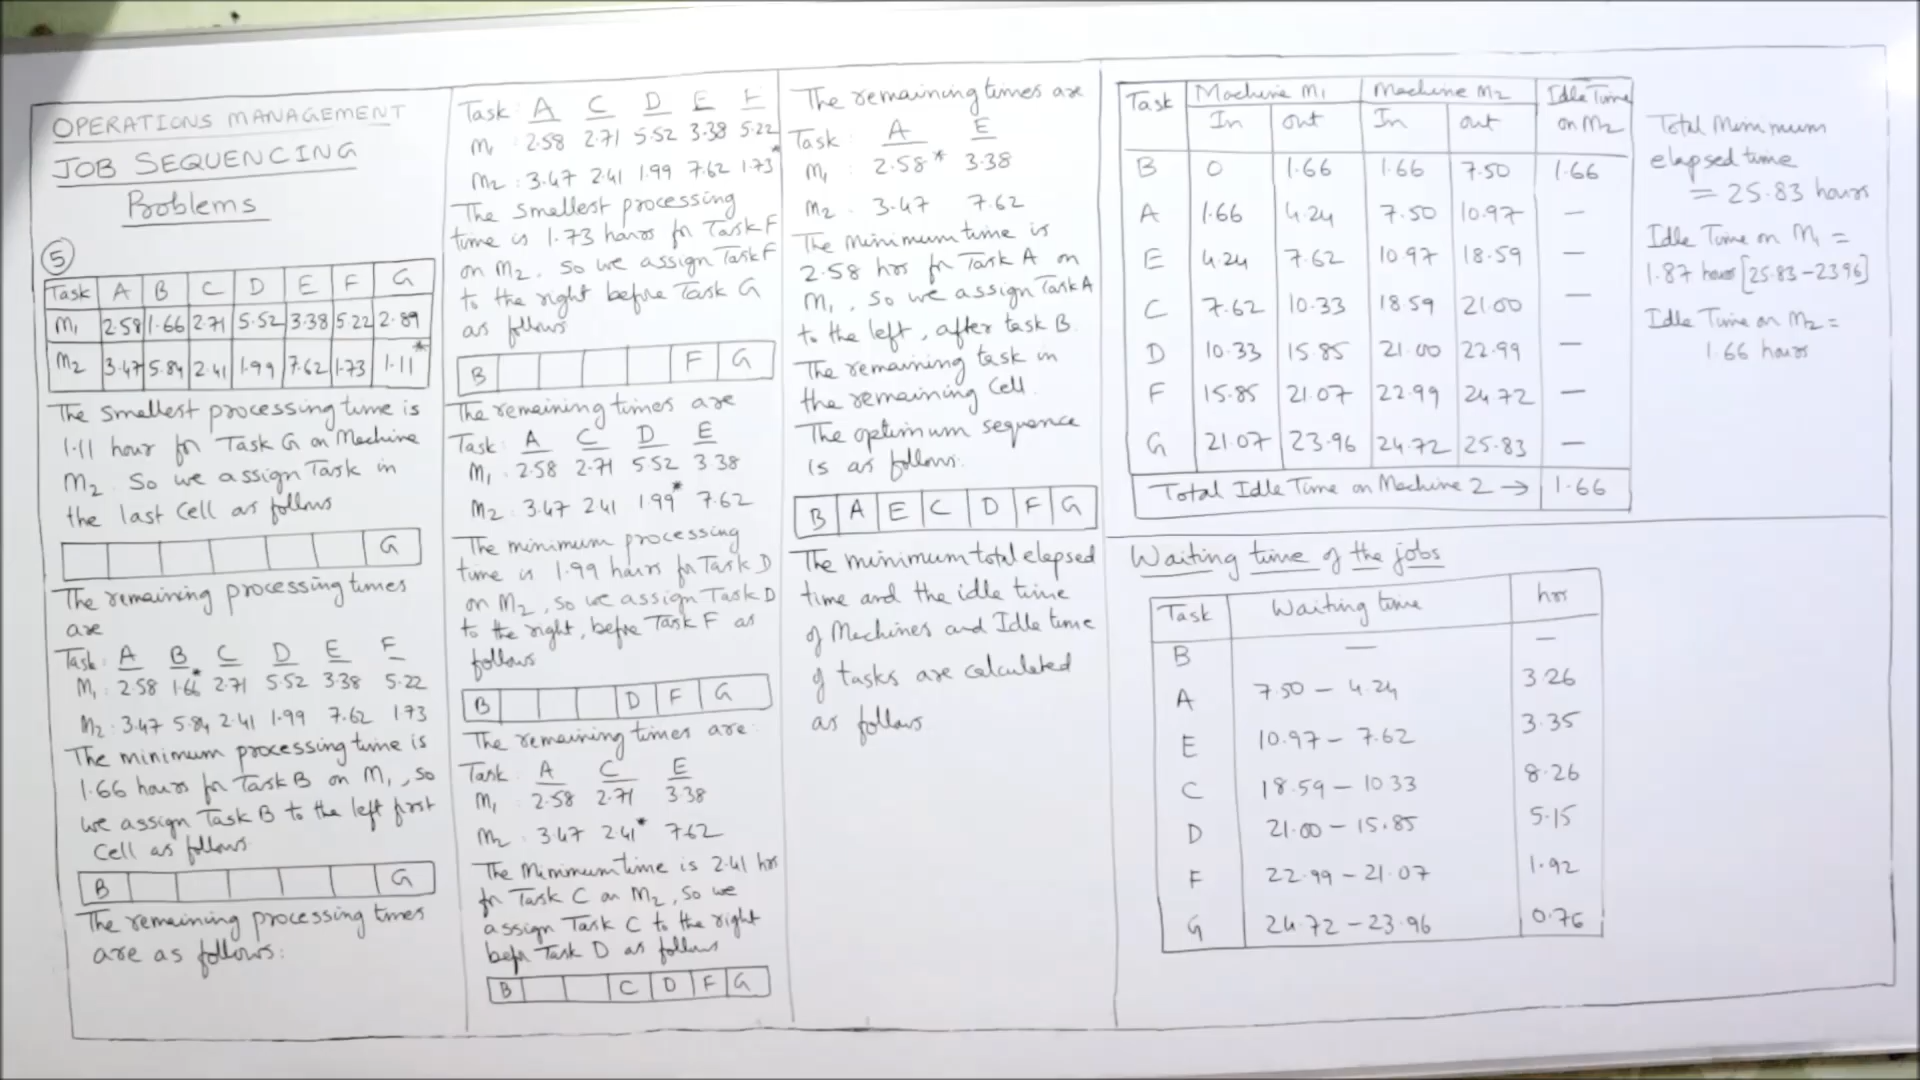 OPERATIONS MANAGEMENT
JOB SEQUENCING
Problems
5
Task A B C D E F G
M1 2.58 1.66 2.71 5.52 3.38 5.22 2.89
M2 3.47 5.84 2.41 1.99 7.62 1.73 1.11*
The smallest processing time is
1.11 hour for Task G on Machine
M2. So we assign Task in
the last Cell as follows
G
The remaining processing times
are
Task: A B C D E F
M1: 2.58 1.66* 2.71 5.52 3.38 5.22
M2: 3.47 5.84 2.41 1.99 7.62 1.73
The minimum processing time is
1.66 hours for Task B on M1, so
we assign Task B to the left first
Cell as follows
B G
The remaining processing times
are as follows:
Task: A C D E F
M1: 2.58 2.71 5.52 3.38 5.22
M2: 3.47 2.41 1.99 7.62 1.73*
The smallest processing
time is 1.73 hours for Task F
on M2. So we assign Task F
to the right before Task G
as follows
B F G
The remaining times are
Task: A C D E
M1: 2.58 2.71 5.52 3.38
M2: 3.47 2.41 1.99* 7.62
The minimum processing
time is 1.99 hours for Task D
on M2, so we assign Task D
to the right, before Task F as
follows
B D F G
The remaining times are:
Task: A C E
M1 2.58 2.71 3.38
M2: 3.47 2.41* 7.62
The Minimum time is 2.41 hrs
for Task C on M2, so we
assign Task C to the right
before Task D as follows
B C D F G
The remaining times are
Task: A E
M1 : 2.58* 3.38
M2 : 3.47 7.62
The minimum time is
2.58 hrs for Task A on
M1, so we assign Task A
to the left, after task B.
The remaining task in
the remaining Cell.
The optimum sequence
is as follows:
B A E C D F G
The minimum total elapsed
time and the idle time
of Machines and Idle time
of tasks are calculated
as follows
Task Machine M1 Machine M2 Idle Time
In out In out on M2
B 0 1.66 1.66 7.50 1.66
A 1.66 4.24 7.50 10.97 —
E 4.24 7.62 10.97 18.59 —
C 7.62 10.33 18.59 21.00 —
D 10.33 15.85 21.00 22.99 —
F 15.85 21.07 22.99 24.72 —
G 21.07 23.96 24.72 25.83 —
Total Idle Time on Machine 2 → 1.66
Total Minimum
elapsed time
= 25.83 hours
Idle Time on M1 =
1.87 hours [25.83-23.96]
Idle Time on M2 =
1.66 hours
Waiting time of the jobs
Task Waiting time hrs
B — —
A 7.50 – 4.24 3.26
E 10.97 – 7.62 3.35
C 18.59 – 10.33 8.26
D 21.00 – 15.85 5.15
F 22.99 – 21.07 1.92
G 24.72 – 23.96 0.76